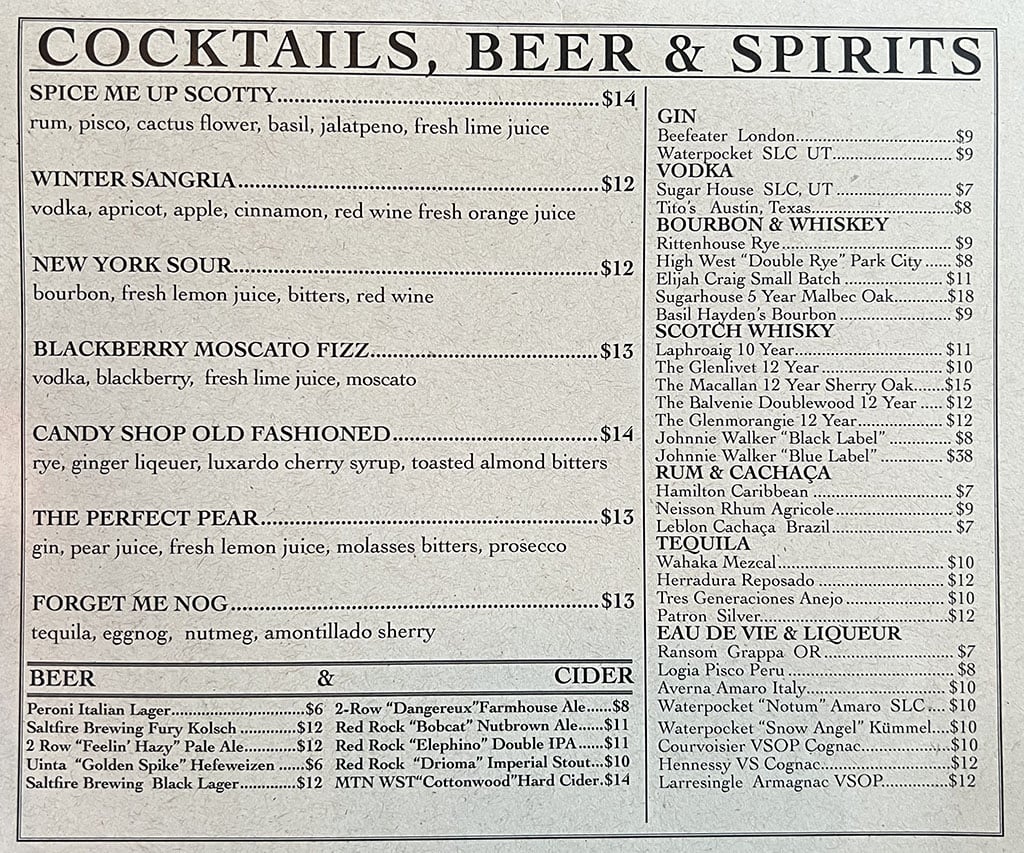 COCKTAILS, BEER & SPIRITS
SPICE ME UP SCOTTY....................................................$14
rum, pisco, cactus flower, basil, jalatpeno, fresh lime juice
WINTER SANGRIA............................................................$12
vodka, apricot, apple, cinnamon, red wine fresh orange juice
NEW YORK SOUR.............................................................$12
bourbon, fresh lemon juice, bitters, red wine
BLACKBERRY MOSCATO FIZZ......................................$13
vodka, blackberry, fresh lime juice, moscato
CANDY SHOP OLD FASHIONED..................................$14
rye, ginger liqeuer, luxardo cherry syrup, toasted almond bitters
THE PERFECT PEAR........................................................$13
gin, pear juice, fresh lemon juice, molasses bitters, prosecco
FORGET ME NOG.............................................................$13
tequila, eggnog, nutmeg, amontillado sherry
BEER & CIDER
Peroni Italian Lager............................$6
Saltfire Brewing Fury Kolsch ..............$12
2 Row “Feelin’ Hazy” Pale Ale.............$12
Uinta “Golden Spike” Hefeweizen ......$6
Saltfire Brewing Black Lager..............$12
2-Row “Dangereux”Farmhouse Ale......$8
Red Rock “Bobcat” Nutbrown Ale.....$11
Red Rock “Elephino” Double IPA......$11
Red Rock “Drioma” Imperial Stout...$10
MTN WST“Cottonwood”Hard Cider.$14
GIN
Beefeater London................................$9
Waterpocket SLC UT........................$9
VODKA
Sugar House SLC, UT......................$7
Tito’s Austin, Texas...........................$8
BOURBON & WHISKEY
Rittenhouse Rye.................................. $9
High West “Double Rye” Park City ..... $8
Elijah Craig Small Batch ....................$11
Sugarhouse 5 Year Malbec Oak..........$18
Basil Hayden’s Bourbon ...................... $9
SCOTCH WHISKY
Laphroaig 10 Year............................. $11
The Glenlivet 12 Year ........................ $10
The Macallan 12 Year Sherry Oak.......$15
The Balvenie Doublewood 12 Year ..... $12
The Glenmorangie 12 Year.................$12
Johnnie Walker “Black Label” ............. $8
Johnnie Walker “Blue Label” ..............$38
RUM & CACHAÇA
Hamilton Caribbean ........................... $7
Neisson Rhum Agricole .......................$9
Leblon Cachaça Brazil.........................$7
TEQUILA
Wahaka Mezcal.................................. $10
Herradura Reposado .......................... $12
Tres Generaciones Anejo .................... $10
Patron Silver......................................$12
EAU DE VIE & LIQUEUR
Ransom Grappa OR.......................... $7
Logia Pisco Peru ................................. $8
Averna Amaro Italy............................$10
Waterpocket “Notum” Amaro SLC.... $10
Waterpocket “Snow Angel” Kümmel....$10
Courvoisier VSOP Cognac..................$10
Hennessy VS Cognac..........................$12
Larresingle Armagnac VSOP...............$12